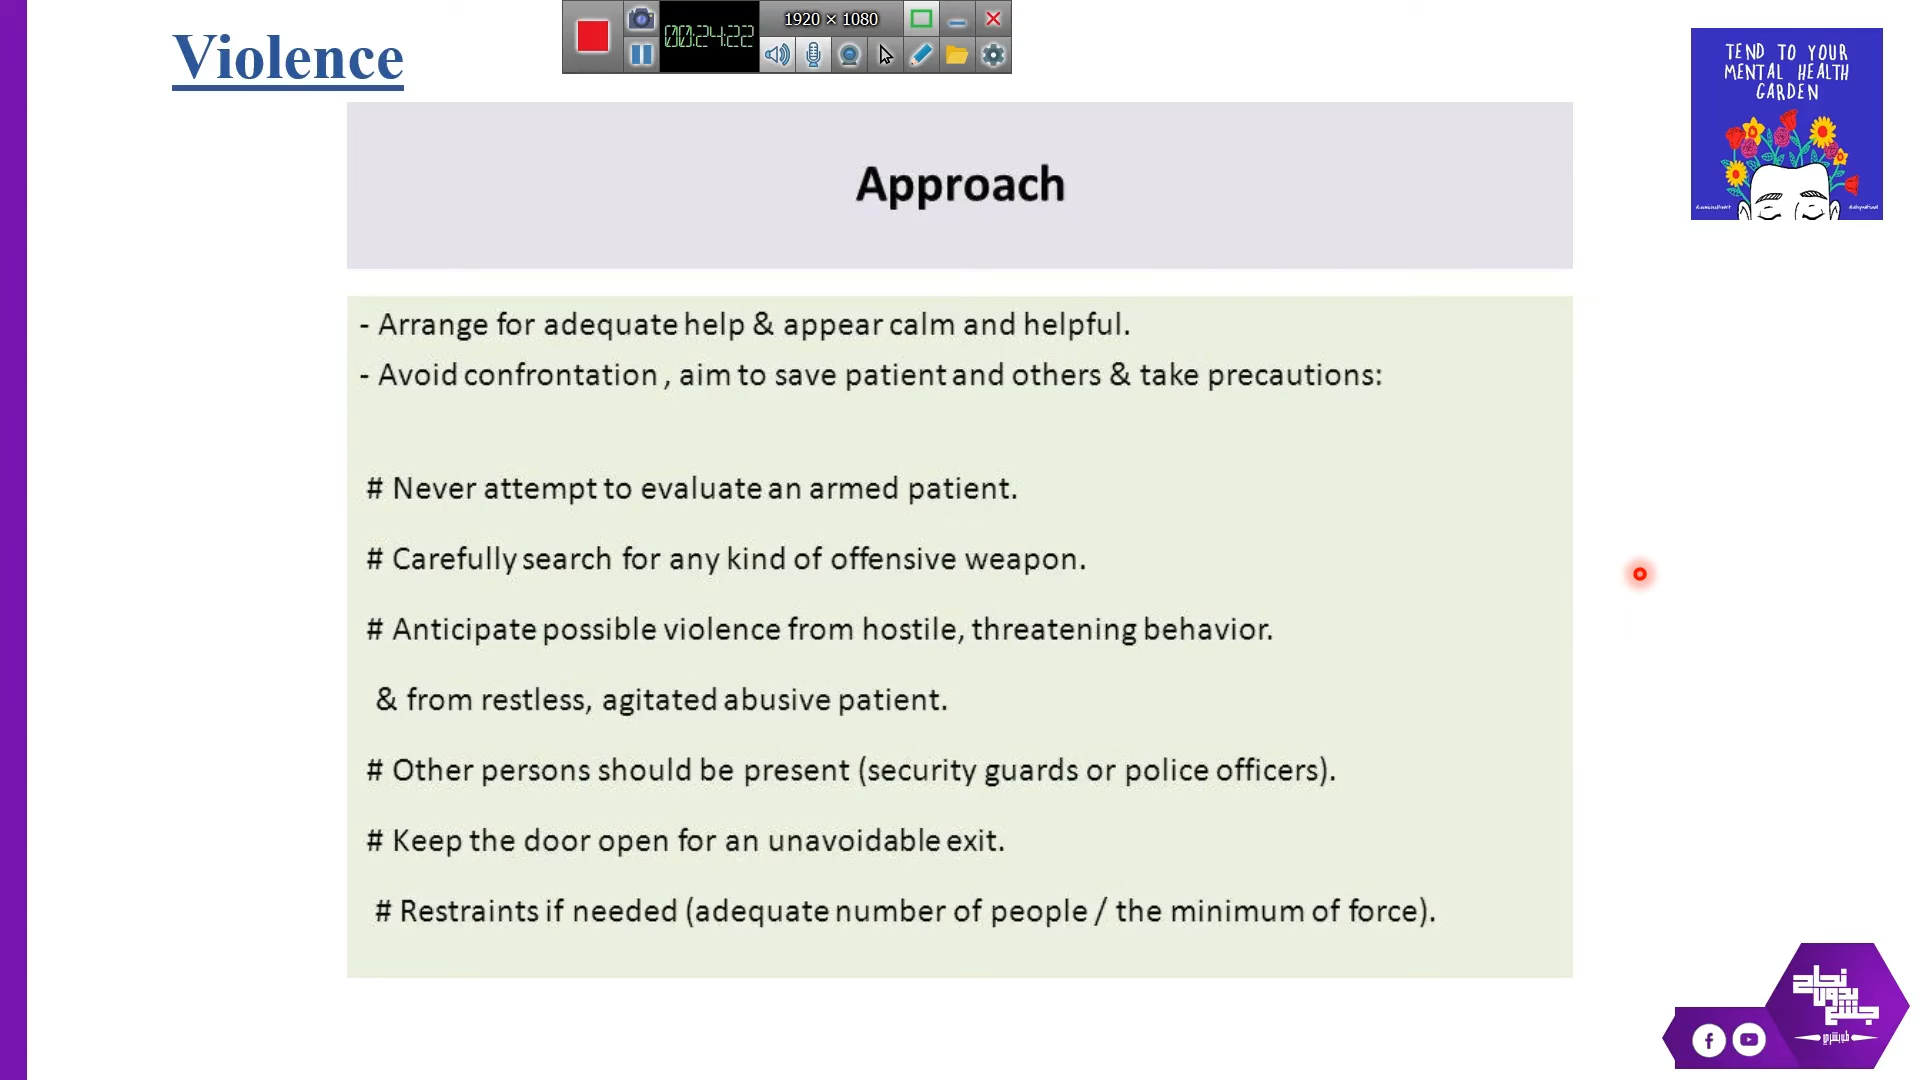 Violence
00:24:22
1920 × 1080
TEND TO YOUR
MENTAL HEALTH
GARDEN
Approach
- Arrange for adequate help & appear calm and helpful.
- Avoid confrontation , aim to save patient and others & take precautions:
# Never attempt to evaluate an armed patient.
# Carefully search for any kind of offensive weapon.
# Anticipate possible violence from hostile, threatening behavior.
& from restless, agitated abusive patient.
# Other persons should be present (security guards or police officers).
# Keep the door open for an unavoidable exit.
# Restraints if needed (adequate number of people / the minimum of force).
نجاح
بدون
جشع